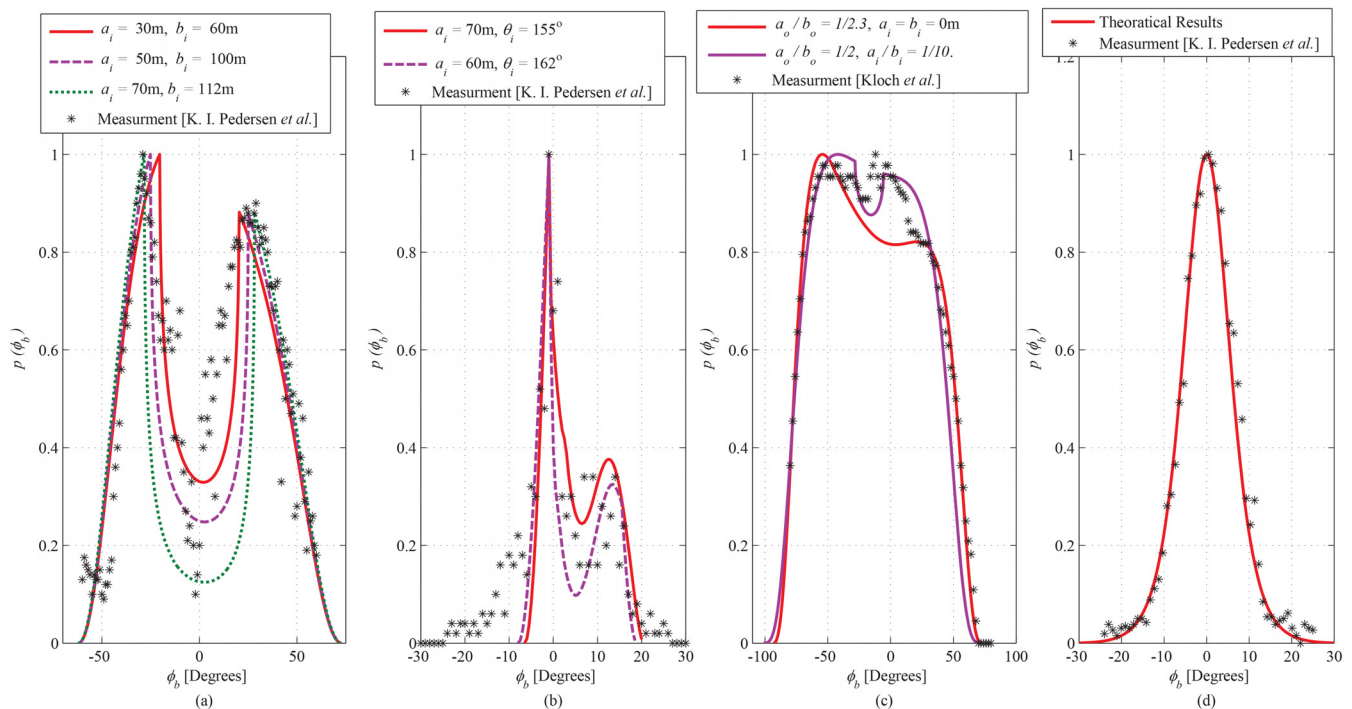 a_i = 30m, b_i = 60m
a_i = 50m, b_i = 100m
a_i = 70m, b_i = 112m
Measurment [K. I. Pedersen et al.]
1
0.8
0.6
0.4
0.2
0
p (ϕ_b)
-50 0 50
ϕ_b [Degrees]
(a)
a_i = 70m, θ_i = 155°
a_i = 60m, θ_i = 162°
Measurment [K. I. Pedersen et al.]
1
0.8
0.6
0.4
0.2
0
p (ϕ_b)
-30 -20 -10 0 10 20 30
ϕ_b [Degrees]
(b)
a_o / b_o = 1/2.3, a_i = b_i = 0m
a_o / b_o = 1/2, a_i / b_i = 1/10.
Measurment [Kloch et al.]
1
0.8
0.6
0.4
0.2
0
p (ϕ_b)
-100 -50 0 50 100
ϕ_b [Degrees]
(c)
Theoratical Results
Measurment [K. I. Pedersen et al.]
1.2
1
0.8
0.6
0.4
0.2
0
p (ϕ_b)
-30 -20 -10 0 10 20 30
ϕ_b [Degrees]
(d)